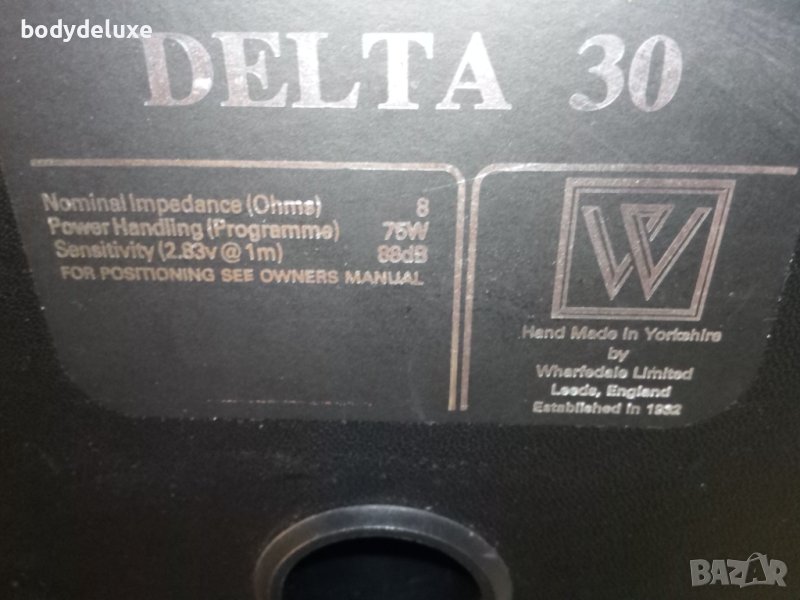 bodydeluxe
DELTA 30
Nominal Impedance (Ohms) 8
Power Handling (Programme) 75W
Sensitivity (2.83v @ 1m) 88dB
FOR POSITIONING SEE OWNERS MANUAL
W
Hand Made in Yorkshire
by
Wharfedale Limited
Leeds, England
Established in 1932
BAZAR